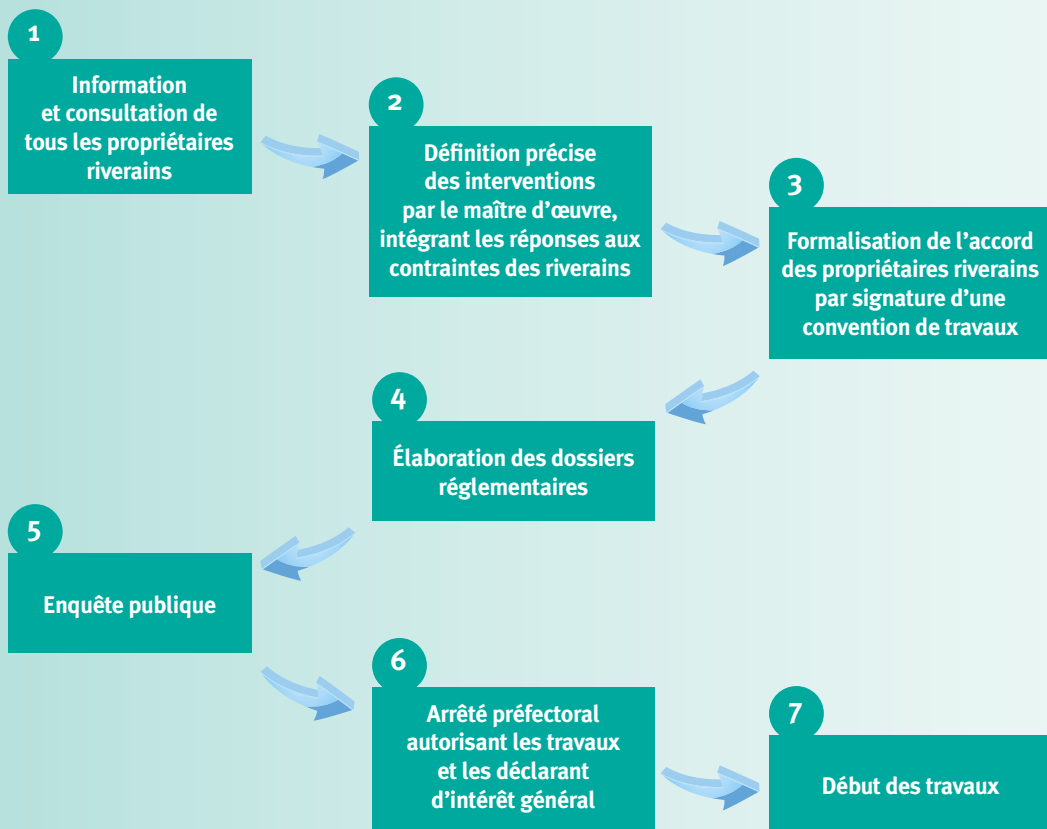 1
Information
et consultation de
tous les propriétaires
riverains
2
Définition précise
des interventions
par le maître d’œuvre,
intégrant les réponses aux
contraintes des riverains
3
Formalisation de l’accord
des propriétaires riverains
par signature d’une
convention de travaux
4
Élaboration des dossiers
réglementaires
5
Enquête publique
6
Arrêté préfectoral
autorisant les travaux
et les déclarant
d’intérêt général
7
Début des travaux